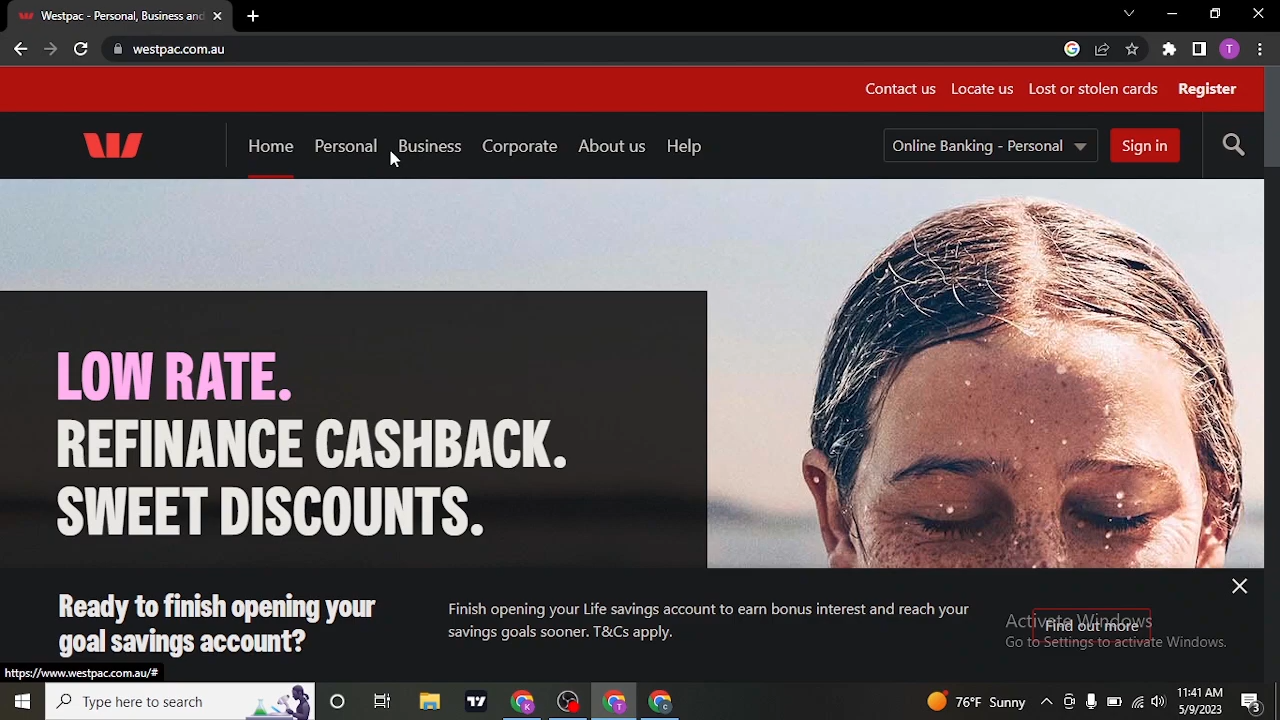 Westpac - Personal, Business and
westpac.com.au
T
Contact us Locate us Lost or stolen cards Register
Home Personal Business Corporate About us Help Online Banking - Personal Sign in
LOW RATE.
REFINANCE CASHBACK.
SWEET DISCOUNTS.
Ready to finish opening your
goal savings account?
Finish opening your Life savings account to earn bonus interest and reach your
savings goals sooner. T&Cs apply.
Find out more
Activate Windows
Go to Settings to activate Windows.
https://www.westpac.com.au/#
Type here to search
K
T
C
76°F Sunny
11:41 AM
5/9/2023
3